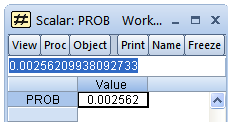 Scalar: PROB Work...
View Proc Object Print Name Freeze
0.00256209938092733
Value
PROB 0.002562